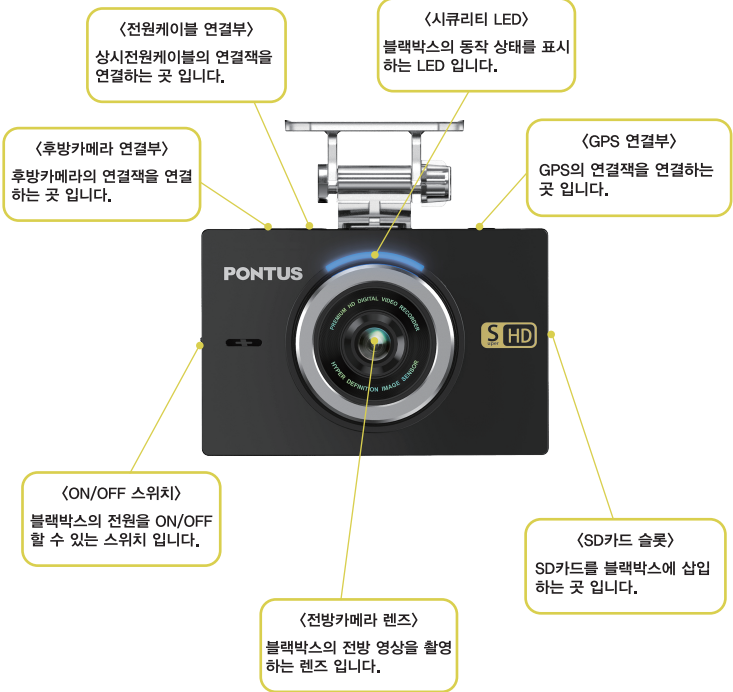 〈전원케이블 연결부〉
상시전원케이블의 연결잭을
연결하는 곳 입니다.
〈시큐리티 LED〉
블랙박스의 동작 상태를 표시
하는 LED 입니다.
〈후방카메라 연결부〉
후방카메라의 연결잭을 연결
하는 곳 입니다.
〈GPS 연결부〉
GPS의 연결잭을 연결하는
곳 입니다.
PONTUS
PREMIUM HD DIGITAL VIDEO RECORDER
HYPER DEFINITION IMAGE SENSOR
Super HD
〈ON/OFF 스위치〉
블랙박스의 전원을 ON/OFF
할 수 있는 스위치 입니다.
〈SD카드 슬롯〉
SD카드를 블랙박스에 삽입
하는 곳 입니다.
〈전방카메라 렌즈〉
블랙박스의 전방 영상을 촬영
하는 렌즈 입니다.